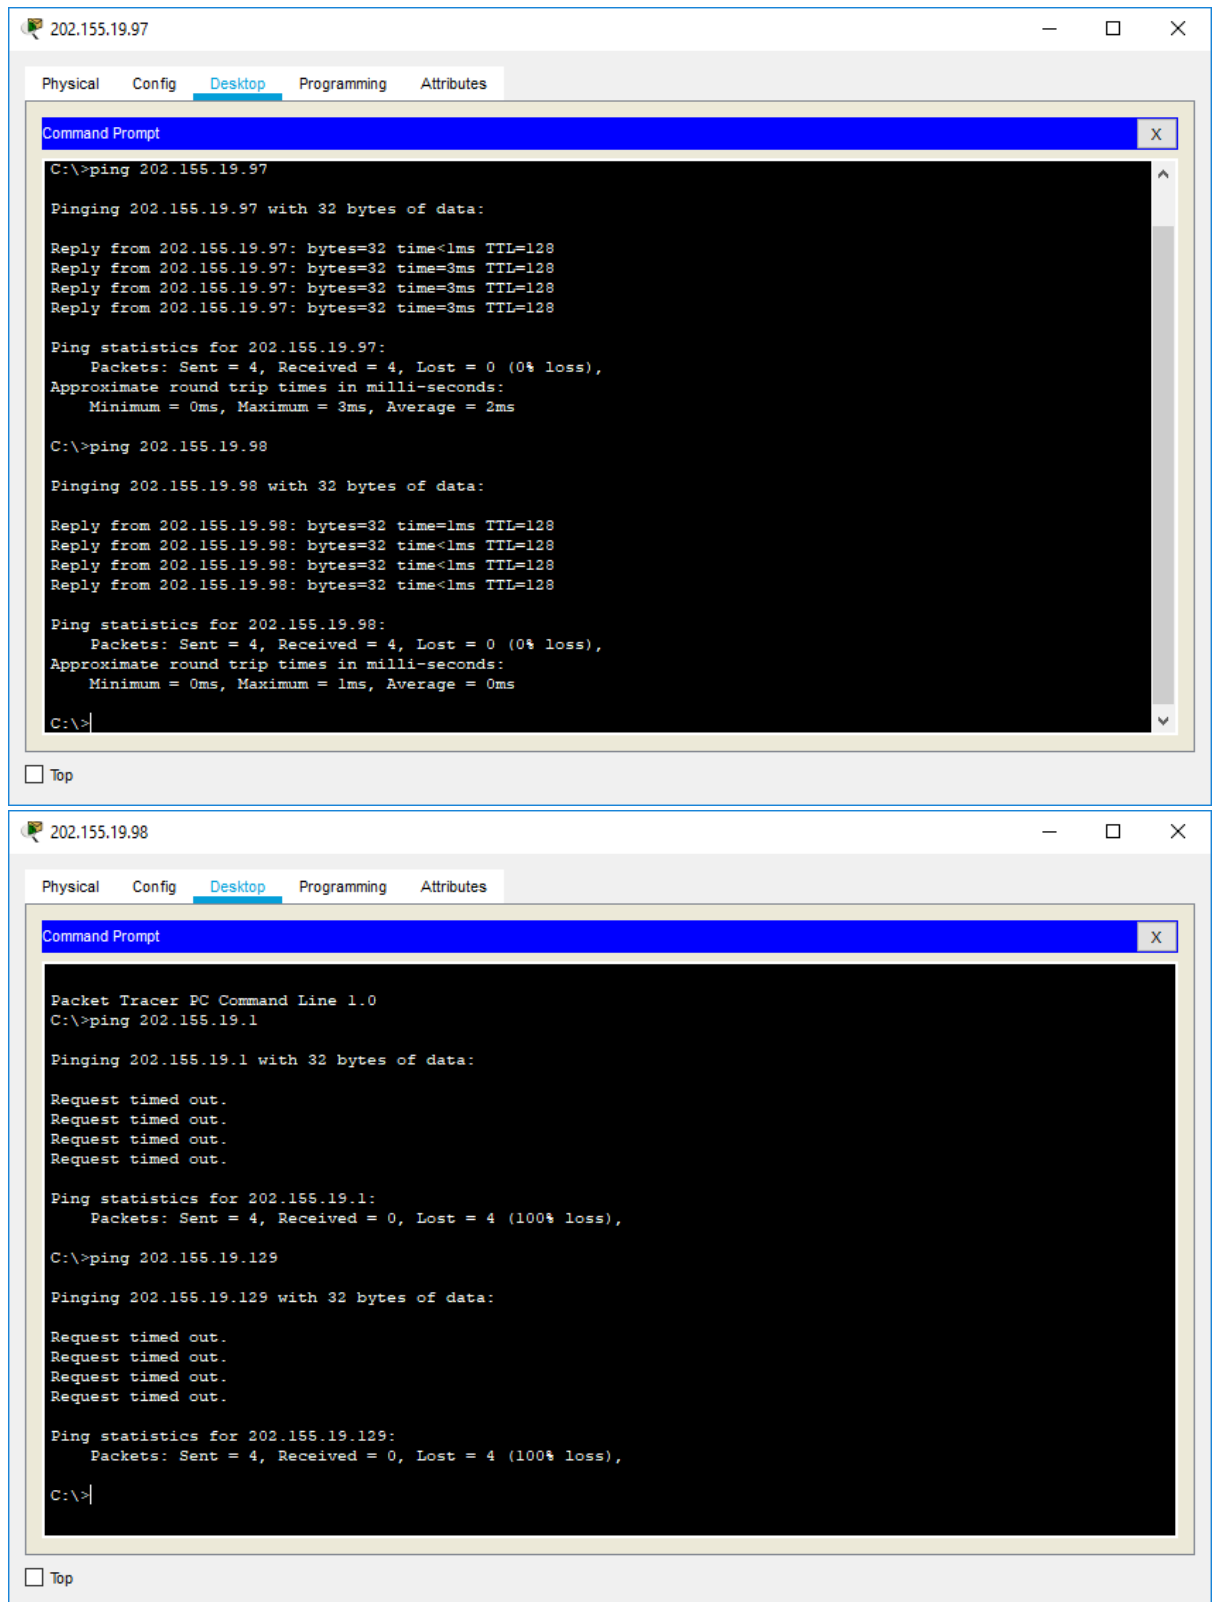 202.155.19.97
Physical Config Desktop Programming Attributes
Command Prompt X
C:\>ping 202.155.19.97
Pinging 202.155.19.97 with 32 bytes of data:
Reply from 202.155.19.97: bytes=32 time<1ms TTL=128
Reply from 202.155.19.97: bytes=32 time=3ms TTL=128
Reply from 202.155.19.97: bytes=32 time=3ms TTL=128
Reply from 202.155.19.97: bytes=32 time=3ms TTL=128
Ping statistics for 202.155.19.97:
Packets: Sent = 4, Received = 4, Lost = 0 (0% loss),
Approximate round trip times in milli-seconds:
Minimum = 0ms, Maximum = 3ms, Average = 2ms
C:\>ping 202.155.19.98
Pinging 202.155.19.98 with 32 bytes of data:
Reply from 202.155.19.98: bytes=32 time=1ms TTL=128
Reply from 202.155.19.98: bytes=32 time<1ms TTL=128
Reply from 202.155.19.98: bytes=32 time<1ms TTL=128
Reply from 202.155.19.98: bytes=32 time<1ms TTL=128
Ping statistics for 202.155.19.98:
Packets: Sent = 4, Received = 4, Lost = 0 (0% loss),
Approximate round trip times in milli-seconds:
Minimum = 0ms, Maximum = 1ms, Average = 0ms
C:\>
Top
202.155.19.98
Physical Config Desktop Programming Attributes
Command Prompt X
Packet Tracer PC Command Line 1.0
C:\>ping 202.155.19.1
Pinging 202.155.19.1 with 32 bytes of data:
Request timed out.
Request timed out.
Request timed out.
Request timed out.
Ping statistics for 202.155.19.1:
Packets: Sent = 4, Received = 0, Lost = 4 (100% loss),
C:\>ping 202.155.19.129
Pinging 202.155.19.129 with 32 bytes of data:
Request timed out.
Request timed out.
Request timed out.
Request timed out.
Ping statistics for 202.155.19.129:
Packets: Sent = 4, Received = 0, Lost = 4 (100% loss),
C:\>
Top